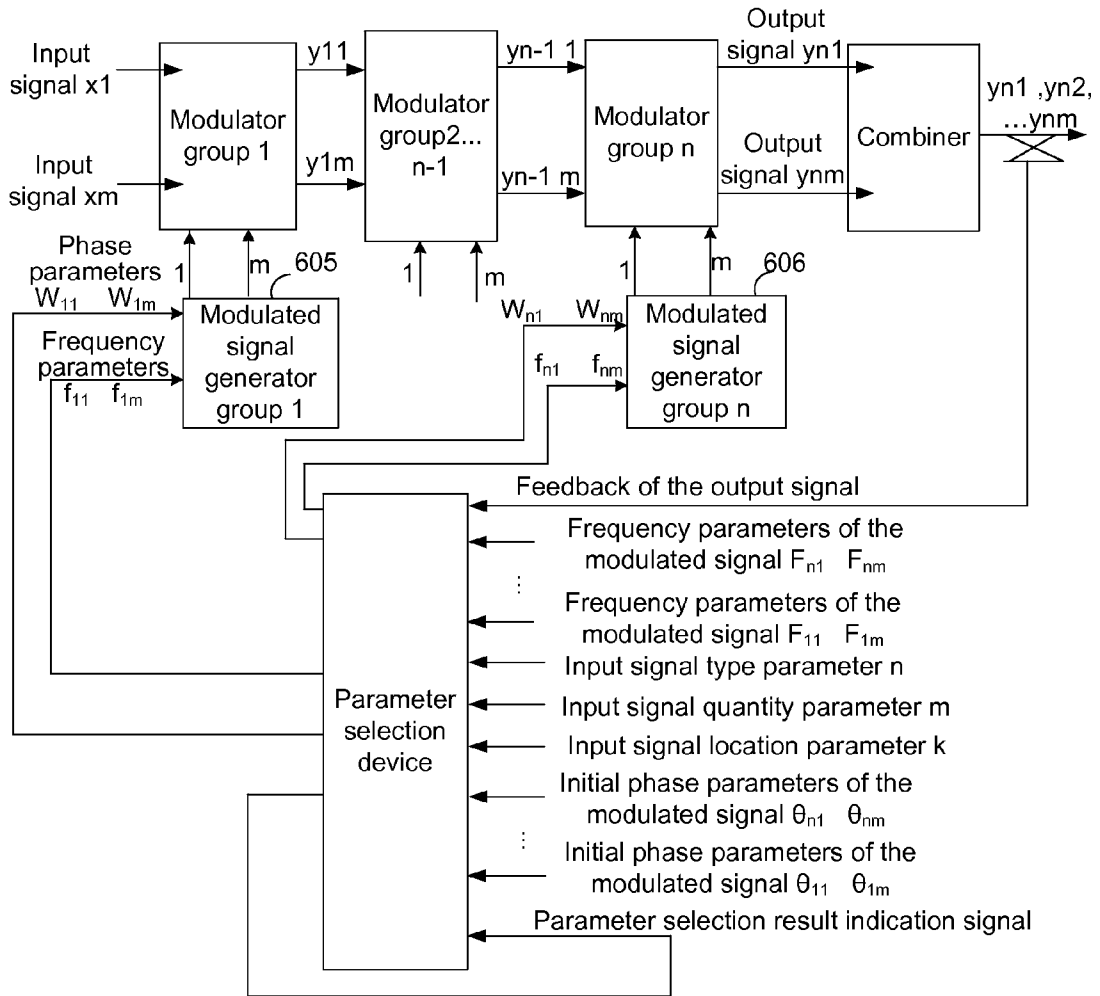 Input
signal x1
Input
signal xm
Modulator
group 1
y11
y1m
Modulator
group2...
n-1
yn-1 1
yn-1 m
Modulator
group n
Output
signal yn1
Output
signal ynm
Combiner
yn1 ,yn2,
...ynm
Phase
parameters
W11 W1m
1
m
605
Frequency
parameters
f11 f1m
Modulated
signal
generator
group 1
1
m
1
m
606
Wn1 Wnm
fn1 fnm
Modulated
signal
generator
group n
Parameter
selection
device
Feedback of the output signal
Frequency parameters of the
modulated signal Fn1 Fnm
...
Frequency parameters of the
modulated signal F11 F1m
Input signal type parameter n
Input signal quantity parameter m
Input signal location parameter k
Initial phase parameters of the
modulated signal θn1 θnm
...
Initial phase parameters of the
modulated signal θ11 θ1m
Parameter selection result indication signal